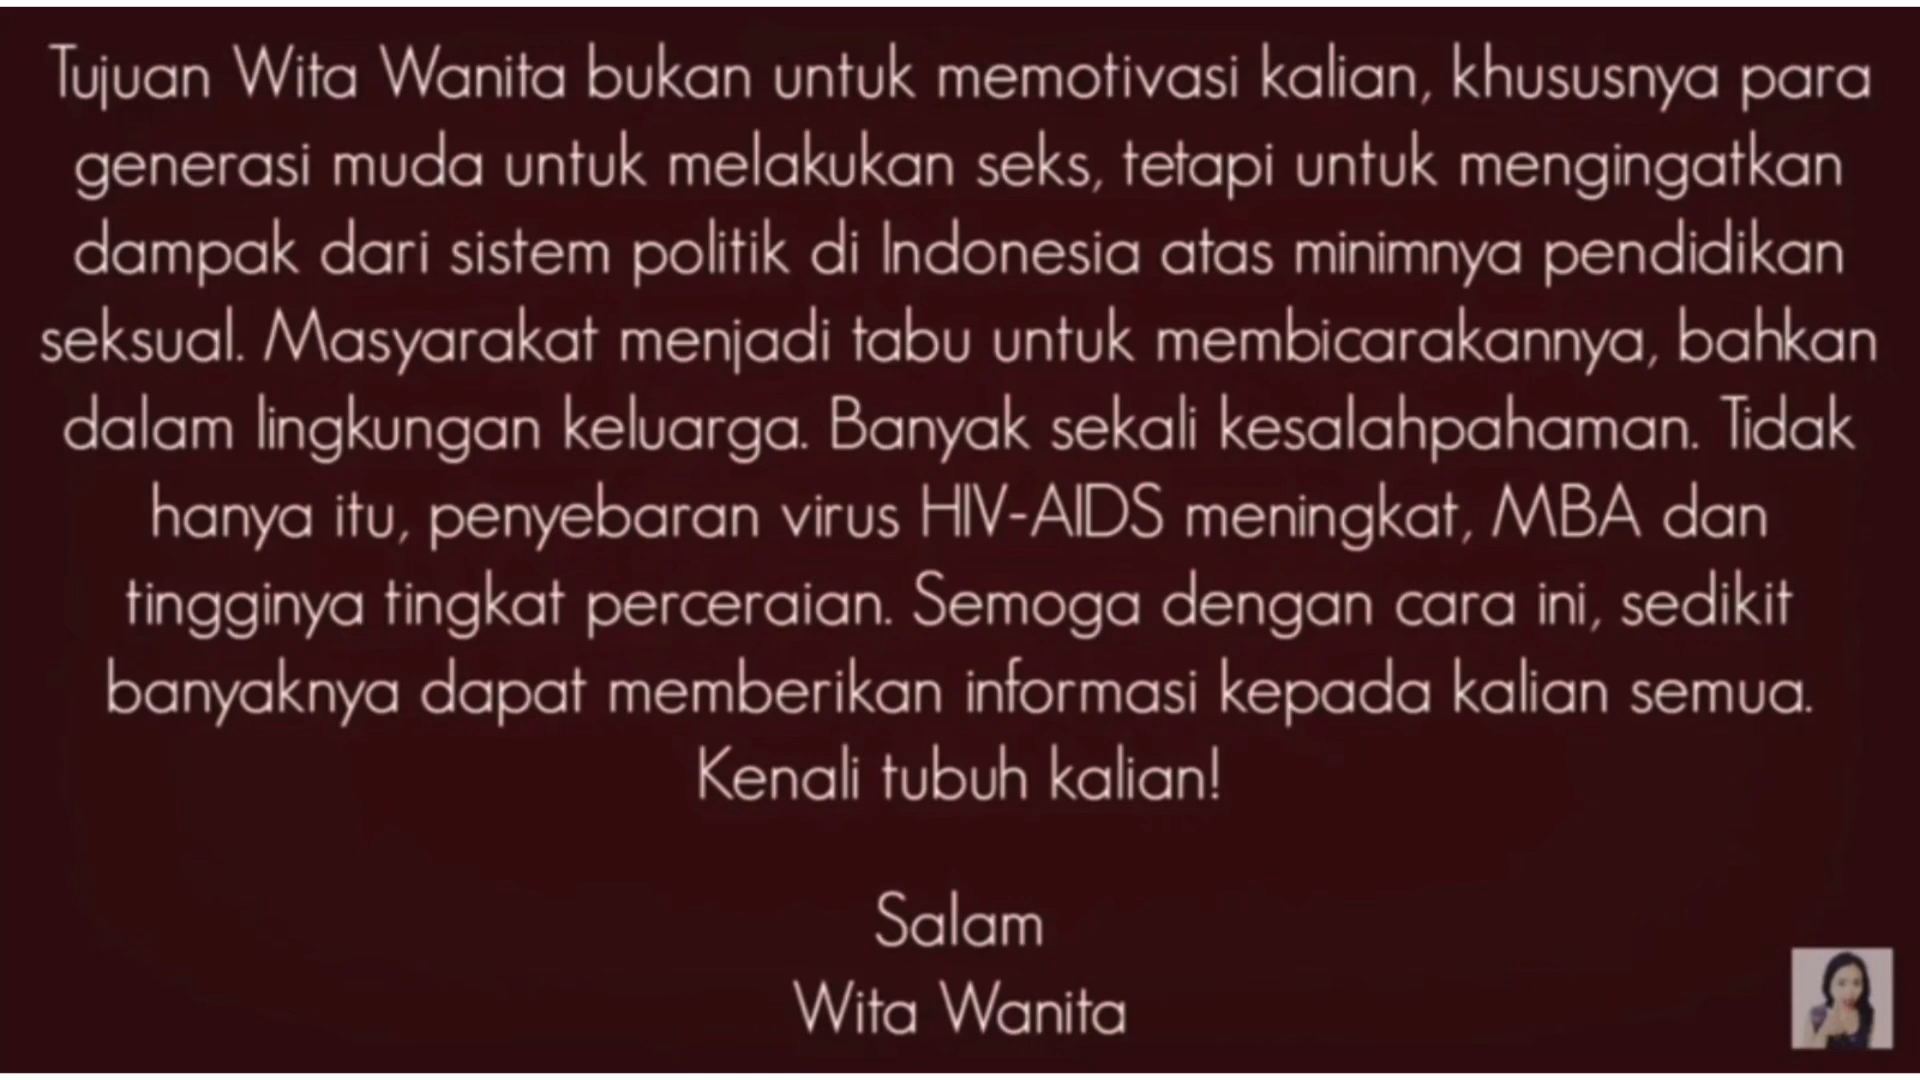 Tujuan Wita Wanita bukan untuk memotivasi kalian, khususnya para
generasi muda untuk melakukan seks, tetapi untuk mengingatkan
dampak dari sistem politik di Indonesia atas minimnya pendidikan
seksual. Masyarakat menjadi tabu untuk membicarakannya, bahkan
dalam lingkungan keluarga. Banyak sekali kesalahpahaman. Tidak
hanya itu, penyebaran virus HIV-AIDS meningkat, MBA dan
tingginya tingkat perceraian. Semoga dengan cara ini, sedikit
banyaknya dapat memberikan informasi kepada kalian semua.
Kenali tubuh kalian!
Salam
Wita Wanita